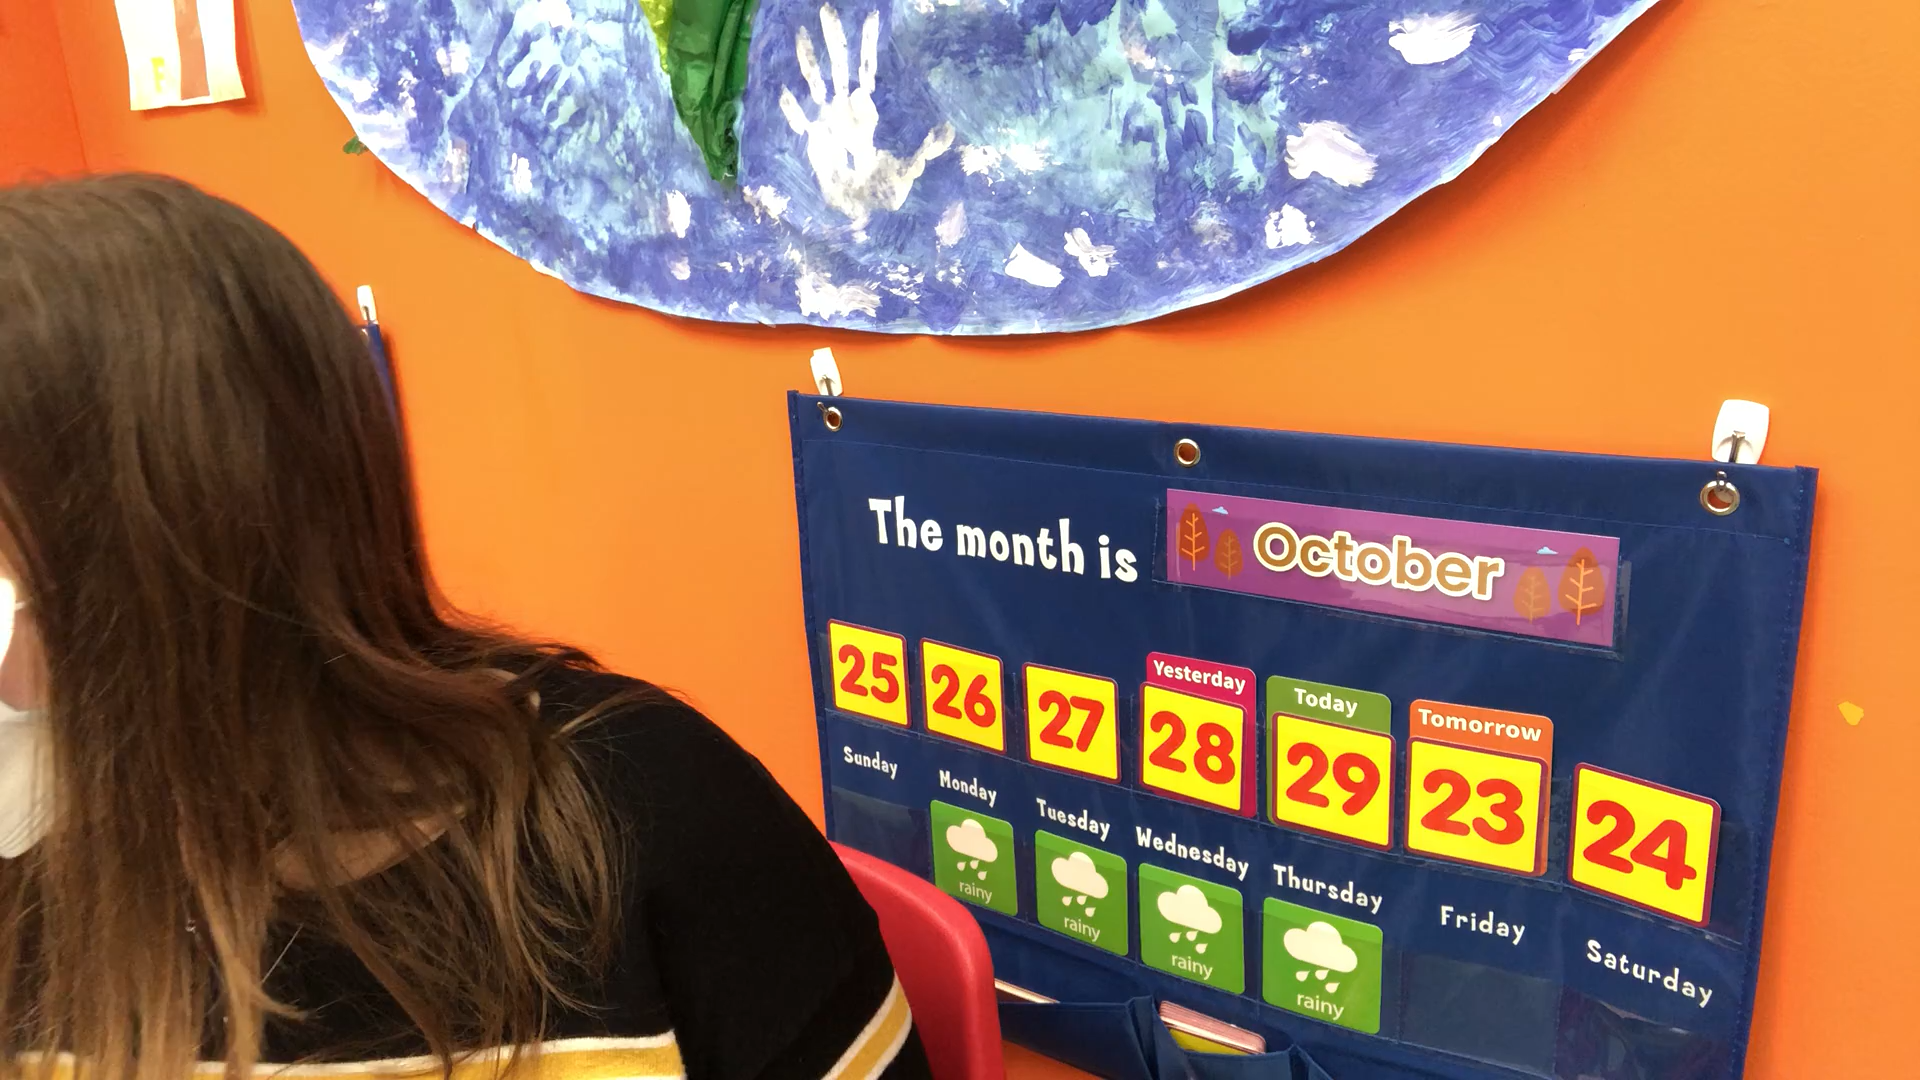 E
The month is October
Yesterday Today Tomorrow
25 26 27 28 29 23 24
Sunday Monday Tuesday Wednesday Thursday Friday Saturday
rainy rainy rainy rainy